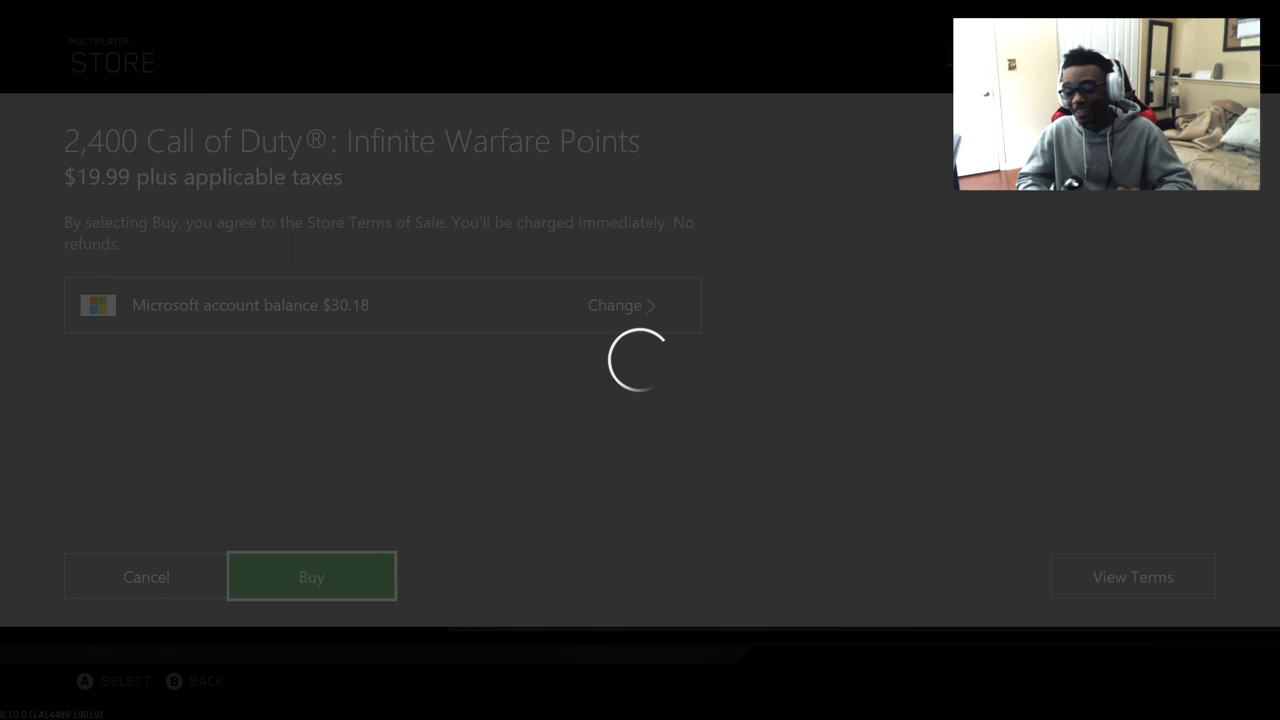 MULTIPLAYER
STORE
2,400 Call of Duty®: Infinite Warfare Points
$19.99 plus applicable taxes
By selecting Buy, you agree to the Store Terms of Sale. You'll be charged immediately. No
refunds.
Microsoft account balance $30.18
Change
Cancel
Buy
View Terms
A SELECT B BACK